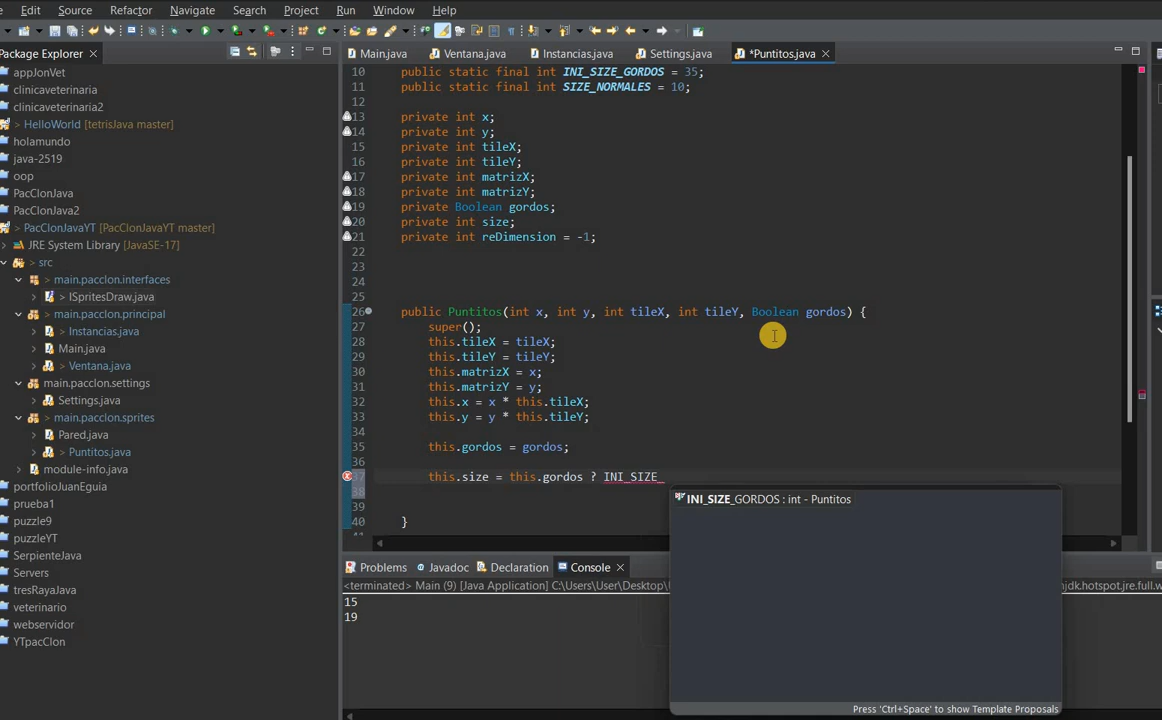 Edit Source Refactor Navigate Search Project Run Window Help
Package Explorer
appJonVet
clinicaveterinaria
clinicaveterinaria2
> HelloWorld [tetrisJava master]
holamundo
java-2519
oop
PacClonJava
PacClonJava2
> PacClonJavaYT [PacClonJavaYT master]
JRE System Library [JavaSE-17]
> src
> main.pacclon.interfaces
> ISpritesDraw.java
> main.pacclon.principal
> Instancias.java
Main.java
> Ventana.java
main.pacclon.settings
Settings.java
> main.pacclon.sprites
Pared.java
> Puntitos.java
module-info.java
portfolioJuanEguia
prueba1
puzzle9
puzzleYT
SerpienteJava
Servers
tresRayaJava
veterinario
webservidor
YTpacClon
Main.java Ventana.java Instancias.java Settings.java *Puntitos.java
10 public static final int INI_SIZE_GORDOS = 35;
11 public static final int SIZE_NORMALES = 10;
12
13 private int x;
14 private int y;
15 private int tileX;
16 private int tileY;
17 private int matrizX;
18 private int matrizY;
19 private Boolean gordos;
20 private int size;
21 private int reDimension = -1;
22
23
24
25
26 public Puntitos(int x, int y, int tileX, int tileY, Boolean gordos) {
27 super();
28 this.tileX = tileX;
29 this.tileY = tileY;
30 this.matrizX = x;
31 this.matrizY = y;
32 this.x = x * this.tileX;
33 this.y = y * this.tileY;
34
35 this.gordos = gordos;
36
37 this.size = this.gordos ? INI_SIZE_
38
39
40 }
INI_SIZE_GORDOS : int - Puntitos
Press 'Ctrl+Space' to show Template Proposals
Problems Javadoc Declaration Console
<terminated> Main (9) [Java Application] C:\Users\User\Desktop\
jdk.hotspot.jre.full.w
15
19